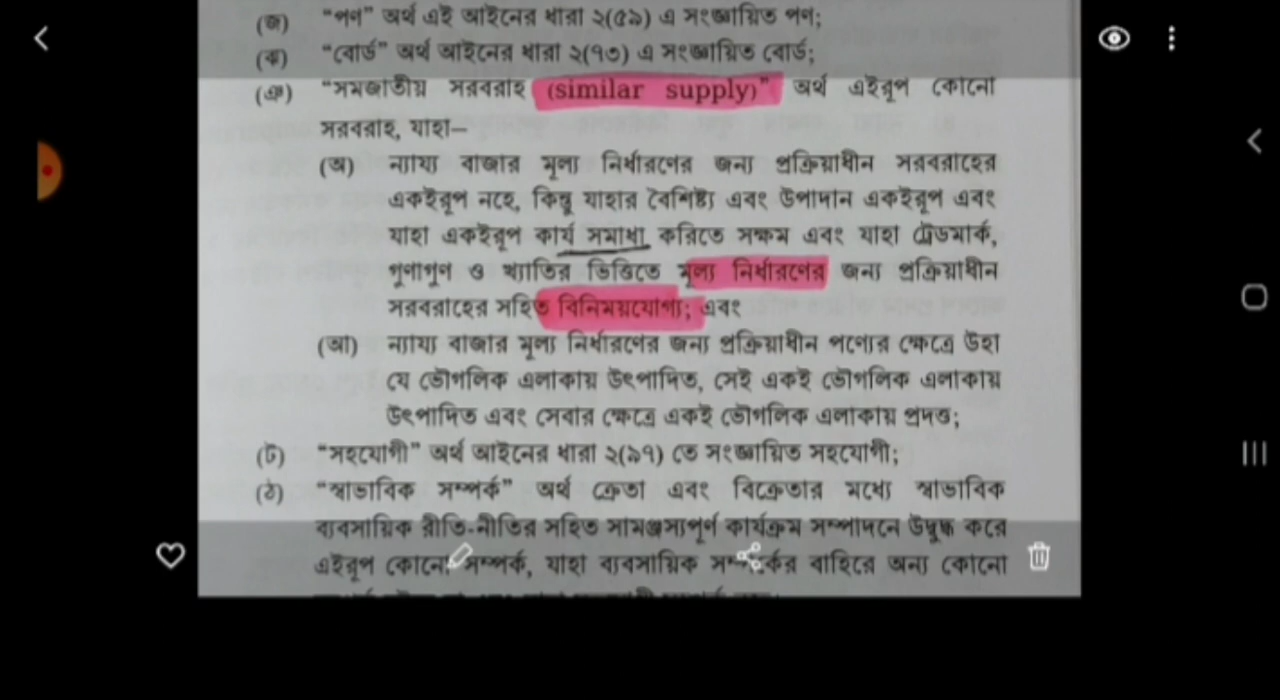 (জ) “পণ” অর্থ এই আইনের ধারা ২(৫৯) এ সংজ্ঞায়িত পণ;
(ঝ) “বোর্ড” অর্থ আইনের ধারা ২(৭৩) এ সংজ্ঞায়িত বোর্ড;
(ঞ) “সমজাতীয় সরবরাহ (similar supply)” অর্থ এইরূপ কোনো
সরবরাহ, যাহা–
(অ) ন্যায্য বাজার মূল্য নির্ধারণের জন্য প্রক্রিয়াধীন সরবরাহের
একইরূপ নহে, কিন্তু যাহার বৈশিষ্ট্য এবং উপাদান একইরূপ এবং
যাহা একইরূপ কার্য সমাধা করিতে সক্ষম এবং যাহা ট্রেডমার্ক,
গুণাগুণ ও খ্যাতির ভিত্তিতে মূল্য নির্ধারণের জন্য প্রক্রিয়াধীন
সরবরাহের সহিত বিনিময়যোগ্য; এবং
(আ) ন্যায্য বাজার মূল্য নির্ধারণের জন্য প্রক্রিয়াধীন পণ্যের ক্ষেত্রে উহা
যে ভৌগলিক এলাকায় উৎপাদিত, সেই একই ভৌগলিক এলাকায়
উৎপাদিত এবং সেবার ক্ষেত্রে একই ভৌগলিক এলাকায় প্রদত্ত;
(ট) “সহযোগী” অর্থ আইনের ধারা ২(৯৭) তে সংজ্ঞায়িত সহযোগী;
(ঠ) “স্বাভাবিক সম্পর্ক” অর্থ ক্রেতা এবং বিক্রেতার মধ্যে স্বাভাবিক
ব্যবসায়িক রীতি-নীতির সহিত সামঞ্জস্যপূর্ণ কার্যক্রম সম্পাদনে উদ্বুদ্ধ করে
এইরূপ কোনো সম্পর্ক, যাহা ব্যবসায়িক সম্পর্কের বাহিরে অন্য কোনো